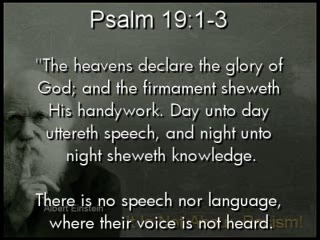 Psalm 19:1-3
"The heavens declare the glory of
God; and the firmament sheweth
His handywork. Day unto day
uttereth speech, and night unto
night sheweth knowledge.
There is no speech nor language,
Albert Einstein
where their voice is not heard.